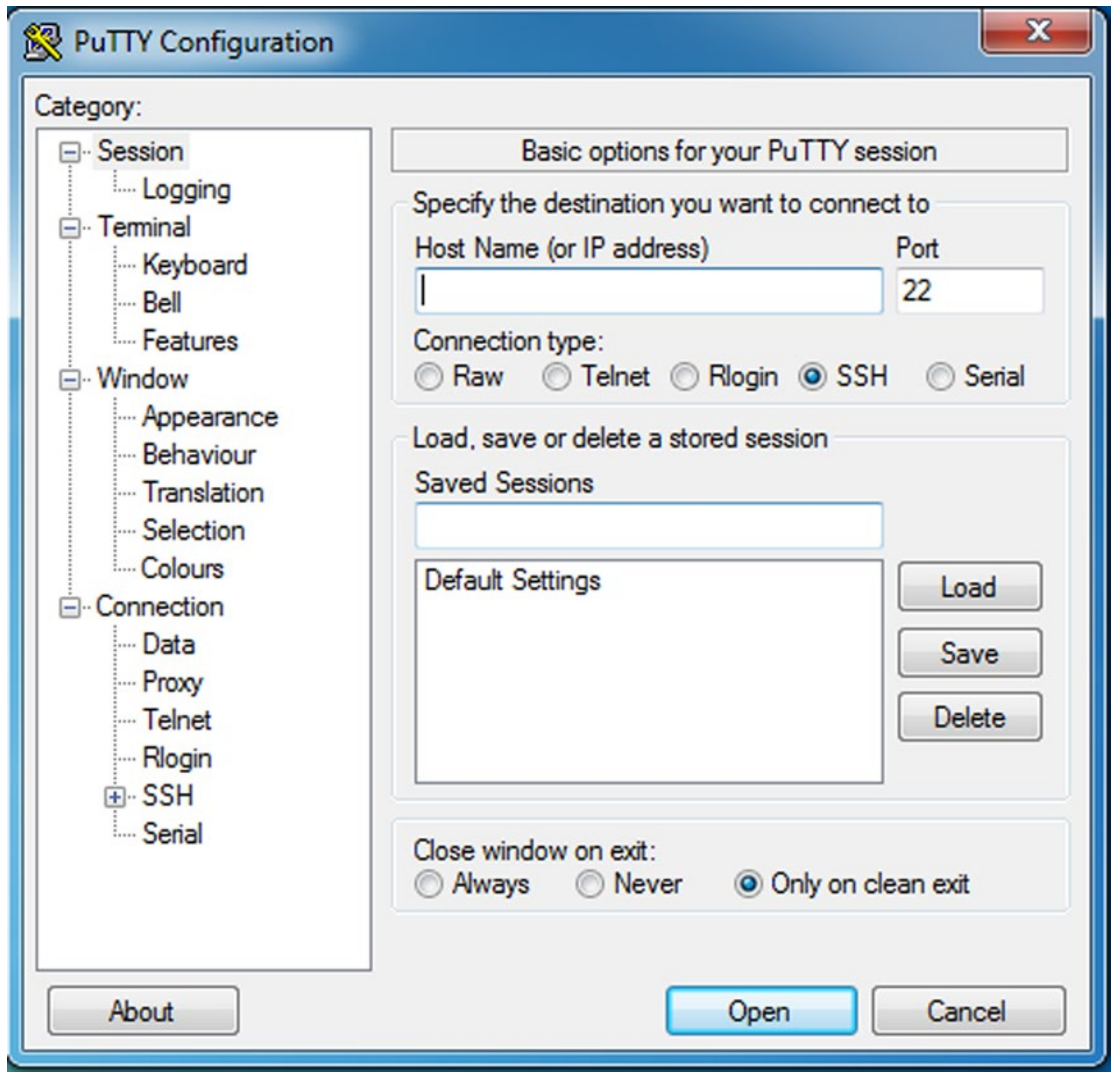 PuTTY Configuration
Category:
Session
Logging
Terminal
Keyboard
Bell
Features
Window
Appearance
Behaviour
Translation
Selection
Colours
Connection
Data
Proxy
Telnet
Rlogin
SSH
Serial
Basic options for your PuTTY session
Specify the destination you want to connect to
Host Name (or IP address) Port
22
Connection type:
Raw Telnet Rlogin SSH Serial
Load, save or delete a stored session
Saved Sessions
Default Settings
Load
Save
Delete
Close window on exit:
Always Never Only on clean exit
About Open Cancel